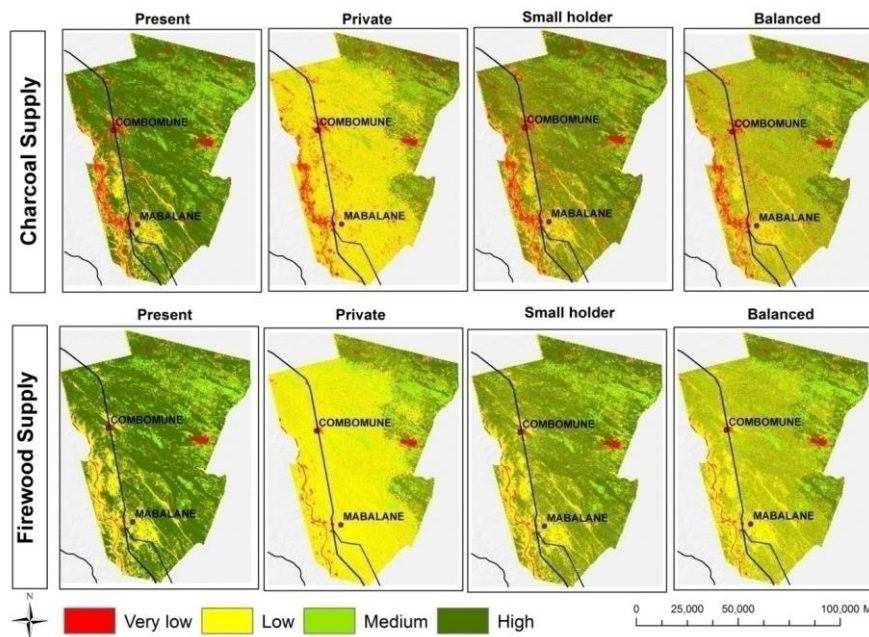 Present
Private
Small holder
Balanced
Charcoal Supply
COMBOMUNE
MABALANE
COMBOMUNE
MABALANE
COMBOMUNE
MABALANE
COMBOMUNE
MABALANE
Present
Private
Small holder
Balanced
Firewood Supply
COMBOMUNE
MABALANE
COMBOMUNE
MABALANE
COMBOMUNE
MABALANE
COMBOMUNE
MABALANE
N
Very low
Low
Medium
High
0 25,000 50,000 100,000 M